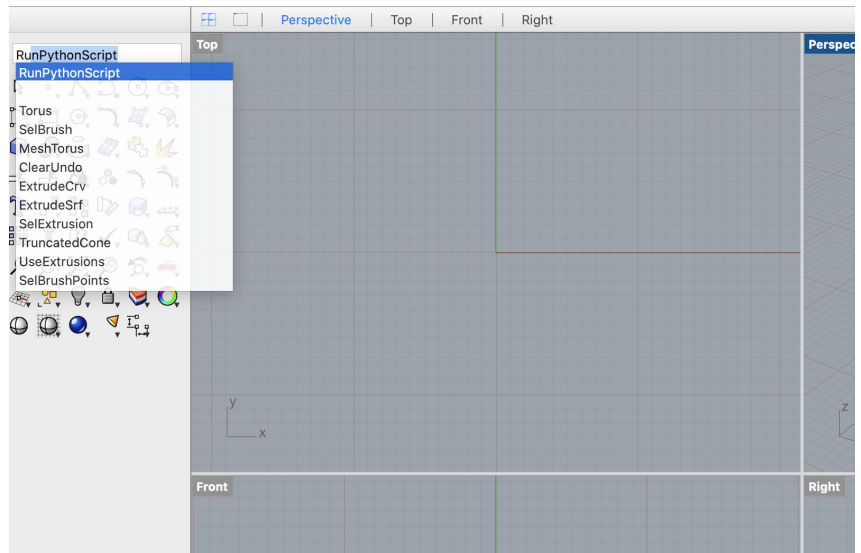 Perspective | Top | Front | Right
RunPythonScript
RunPythonScript
Torus
SelBrush
MeshTorus
ClearUndo
ExtrudeCrv
ExtrudeSrf
SelExtrusion
TruncatedCone
UseExtrusions
SelBrushPoints
Top
Perspec
y
x
z
Front
Right